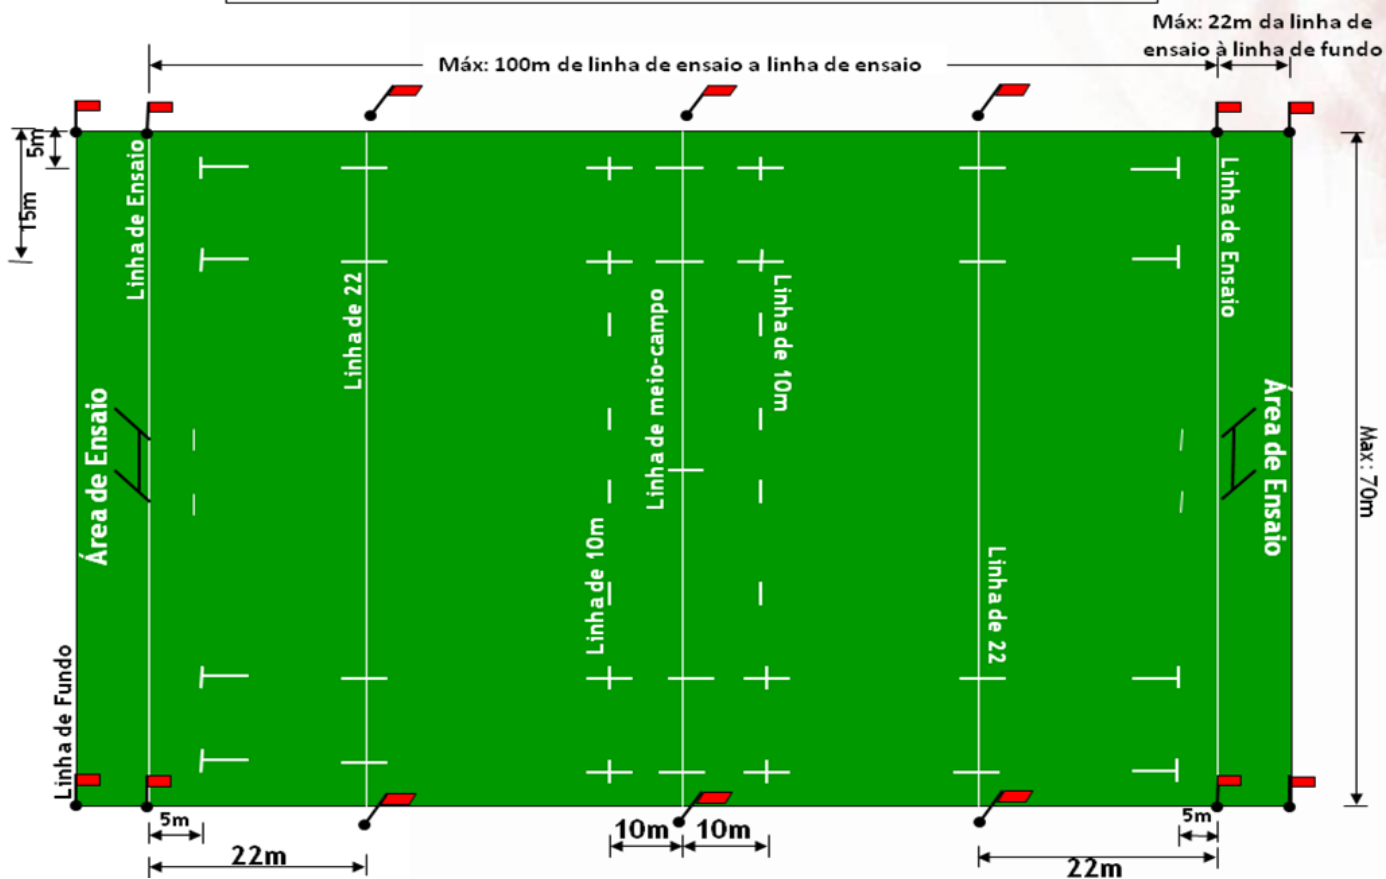 Máx: 22m da linha de
ensaio à linha de fundo
Máx: 100m de linha de ensaio a linha de ensaio
5m
15m
Linha de Ensaio
Linha de 22
Linha de meio-campo
Linha de 10m
Linha de Ensaio
Área de Ensaio
Área de Ensaio
Max: 70m
Linha de 10m
Linha de 22
Linha de Fundo
5m
22m
10m
10m
5m
22m